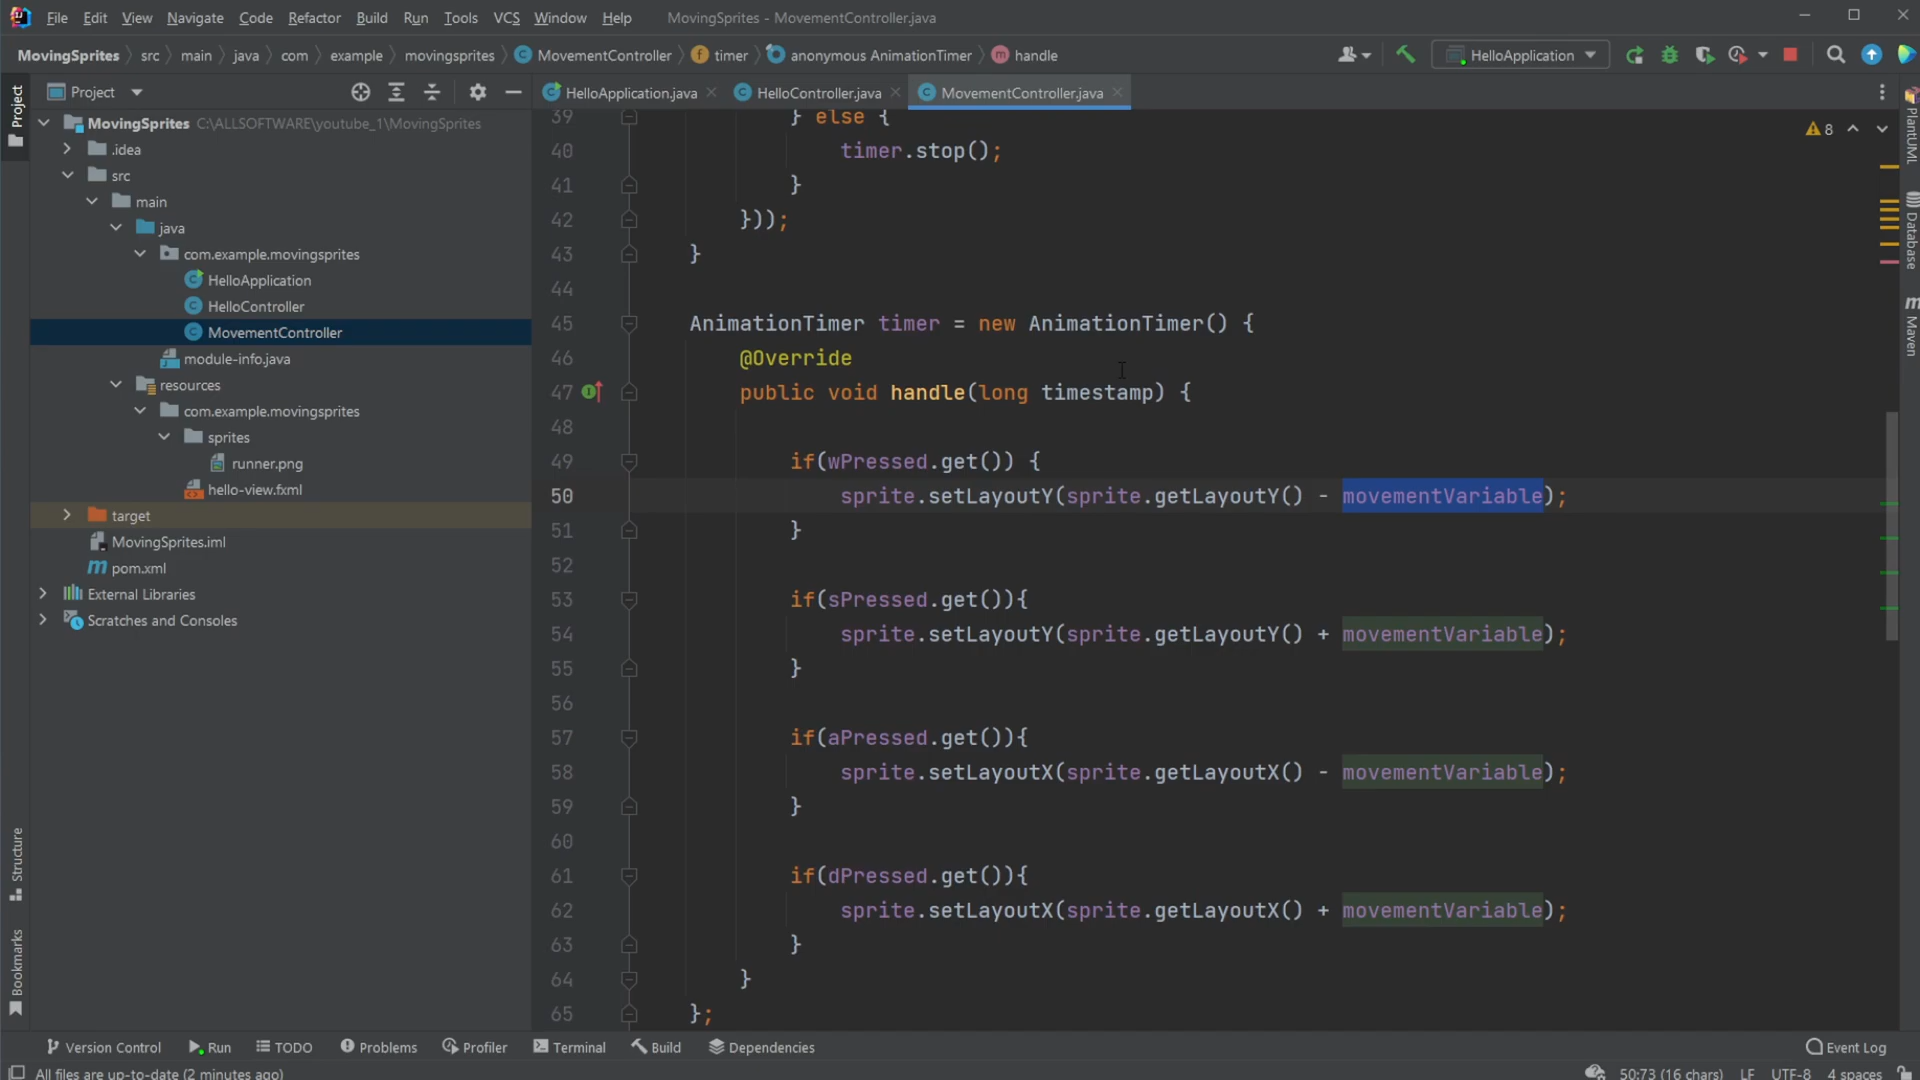 File Edit View Navigate Code Refactor Build Run Tools VCS Window Help MovingSprites - MovementController.java
MovingSprites src main java com example movingsprites MovementController timer anonymous AnimationTimer handle HelloApplication
Project
Project
HelloApplication.java HelloController.java MovementController.java
MovingSprites C:\ALLSOFTWARE\youtube_1\MovingSprites
.idea
src
main
java
com.example.movingsprites
HelloApplication
HelloController
MovementController
module-info.java
resources
com.example.movingsprites
sprites
runner.png
hello-view.fxml
target
MovingSprites.iml
pom.xml
External Libraries
Scratches and Consoles
Structure
Bookmarks
8
39 } else {
40 timer.stop();
41 }
42 }));
43 }
44
45 AnimationTimer timer = new AnimationTimer() {
46 @Override
47 public void handle(long timestamp) {
48
49 if(wPressed.get()) {
50 sprite.setLayoutY(sprite.getLayoutY() - movementVariable);
51 }
52
53 if(sPressed.get()){
54 sprite.setLayoutY(sprite.getLayoutY() + movementVariable);
55 }
56
57 if(aPressed.get()){
58 sprite.setLayoutX(sprite.getLayoutX() - movementVariable);
59 }
60
61 if(dPressed.get()){
62 sprite.setLayoutX(sprite.getLayoutX() + movementVariable);
63 }
64 }
65 };
PlantUML
Database
Maven
Version Control Run TODO Problems Profiler Terminal Build Dependencies Event Log
All files are up-to-date (2 minutes ago) 50:73 (16 chars) LF UTF-8 4 spaces